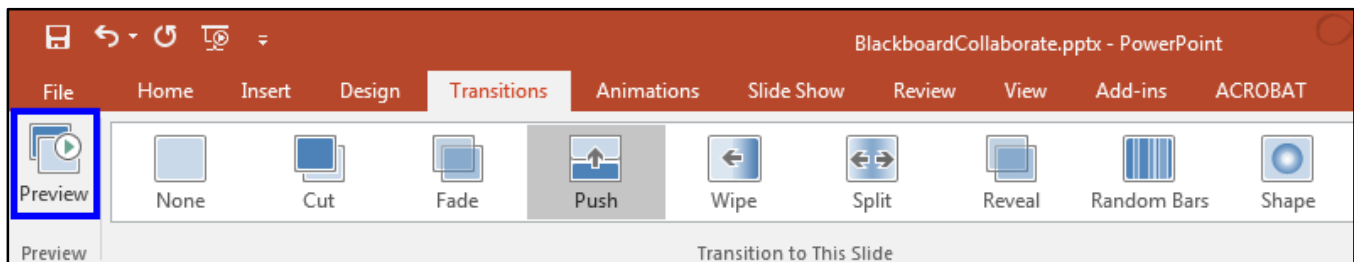 BlackboardCollaborate.pptx - PowerPoint
File Home Insert Design Transitions Animations Slide Show Review View Add-ins ACROBAT
Preview None Cut Fade Push Wipe Split Reveal Random Bars Shape
Preview Transition to This Slide